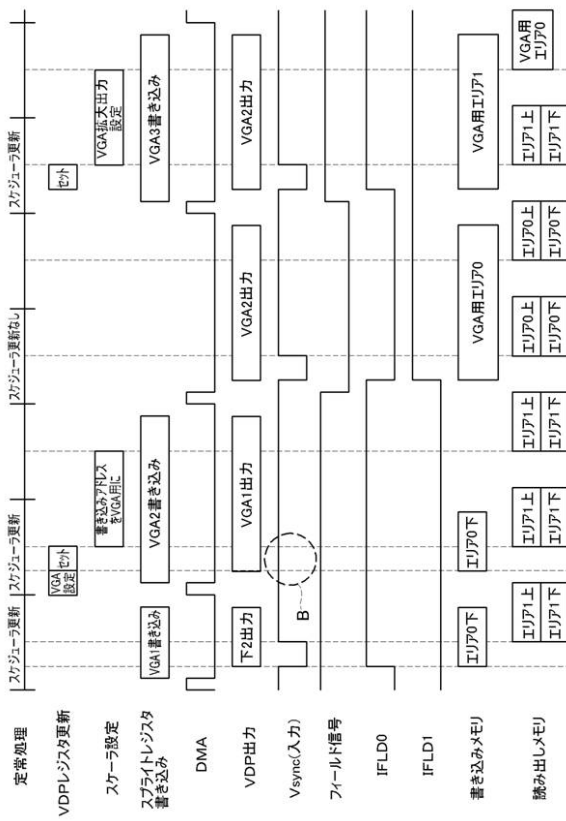 定常処理
スケジューラ更新
スケジューラ更新
スケジューラ更新なし
スケジューラ更新
VDPレジスタ更新
VGA
設定
セット
セット
スケーラ設定
書き込みアドレス
をVGA用に
VGA拡大出力
設定
スプライトレジスタ
書き込み
VGA1書き込み
VGA2書き込み
VGA3書き込み
DMA
VDP出力
下2出力
VGA1出力
VGA2出力
VGA2出力
Vsync(入力)
B
フィールド信号
IFLD0
IFLD1
書き込みメモリ
エリア0下
エリア0下
VGA用エリア0
VGA用エリア1
読み出しメモリ
エリア1上
エリア1下
エリア1上
エリア1下
エリア1上
エリア1下
エリア0上
エリア0下
エリア0上
エリア0下
エリア1上
エリア1下
VGA用
エリア0